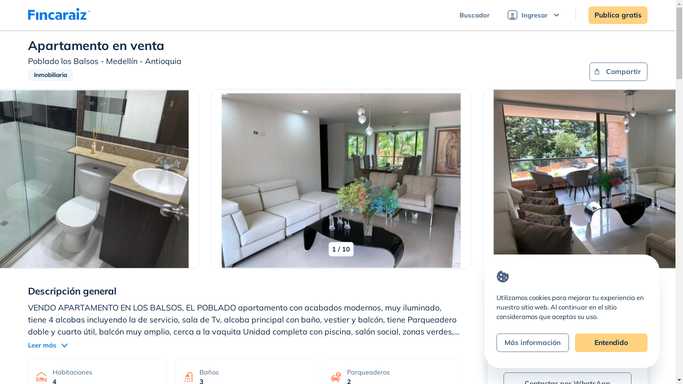 Fincaraiz
Buscador
Ingresar
Publica gratis
Apartamento en venta
Poblado los Balsos - Medellín - Antioquia
Inmobiliaria
Compartir
1 / 10
Descripción general
VENDO APARTAMENTO EN LOS BALSOS, EL POBLADO apartamento con acabados modernos, muy iluminado,
tiene 4 alcobas incluyendo la de servicio, sala de Tv, alcoba principal con baño, vestier y balcón, tiene Parqueadero
doble y cuarto útil, balcón muy amplio, cerca a la vaquita Unidad completa con piscina, salón social, zonas verdes,...
Leer más
Habitaciones
4
Baños
3
Parqueaderos
2
Utilizamos cookies para mejorar tu experiencia en
nuestro sitio web. Al continuar en el sitio
consideramos que aceptas su uso.
Más información
Entendido
Contactar por WhatsApp